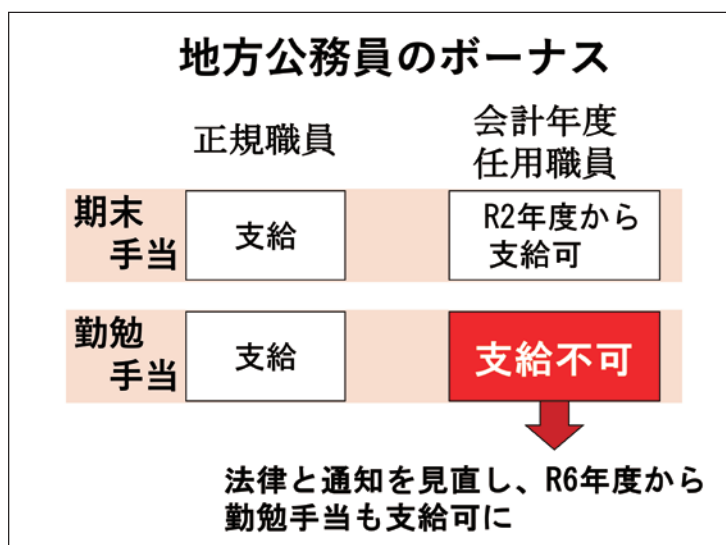 地方公務員のボーナス
正規職員
会計年度
任用職員
期末
手当
支給
R2年度から
支給可
勤勉
手当
支給
支給不可
法律と通知を見直し、R6年度から
勤勉手当も支給可に